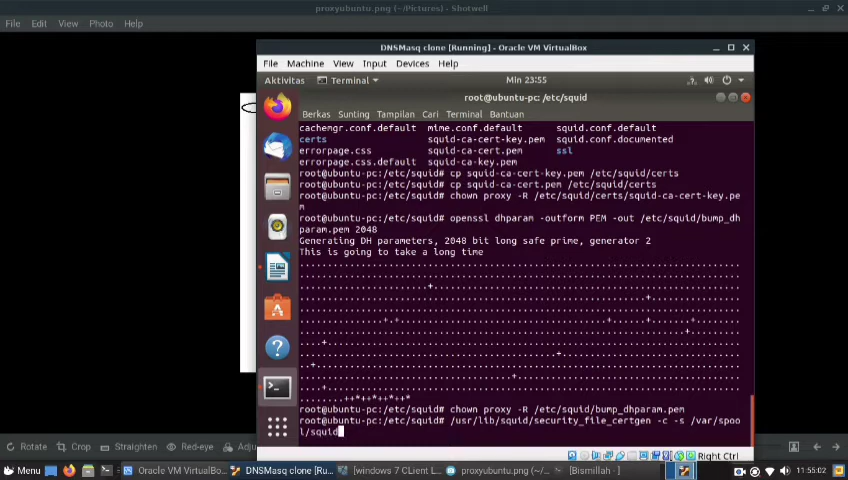 proxyubuntu.png (~/Pictures) - Shotwell
File Edit View Photo Help
DNSMasq clone [Running] - Oracle VM VirtualBox
File Machine View Input Devices Help
Aktivitas Terminal Min 23:55
root@ubuntu-pc: /etc/squid
Berkas Sunting Tampilan Cari Terminal Bantuan
cachemgr.conf.default mime.conf.default squid.conf.default
certs squid-ca-cert-key.pem squid.conf.documented
errorpage.css squid-ca-cert.pem ssl
errorpage.css.default squid-ca-key.pem
root@ubuntu-pc:/etc/squid# cp squid-ca-cert-key.pem /etc/squid/certs
root@ubuntu-pc:/etc/squid# cp squid-ca-cert.pem /etc/squid/certs
root@ubuntu-pc:/etc/squid# chown proxy -R /etc/squid/certs/squid-ca-cert-key.pe
m
root@ubuntu-pc:/etc/squid# openssl dhparam -outform PEM -out /etc/squid/bump_dh
param.pem 2048
Generating DH parameters, 2048 bit long safe prime, generator 2
This is going to take a long time
........++*++*++*++*
root@ubuntu-pc:/etc/squid# chown proxy -R /etc/squid/bump_dhparam.pem
root@ubuntu-pc:/etc/squid# /usr/lib/squid/security_file_certgen -c -s /var/spoo
l/squid
Rotate Crop Straighten Red-eye Adju
Right Ctrl
Menu Oracle VM VirtualBo... DNSMasq clone [Ru... [windows 7 CLient L... proxyubuntu.png (~/... [Bismillah - ] 11:55:02